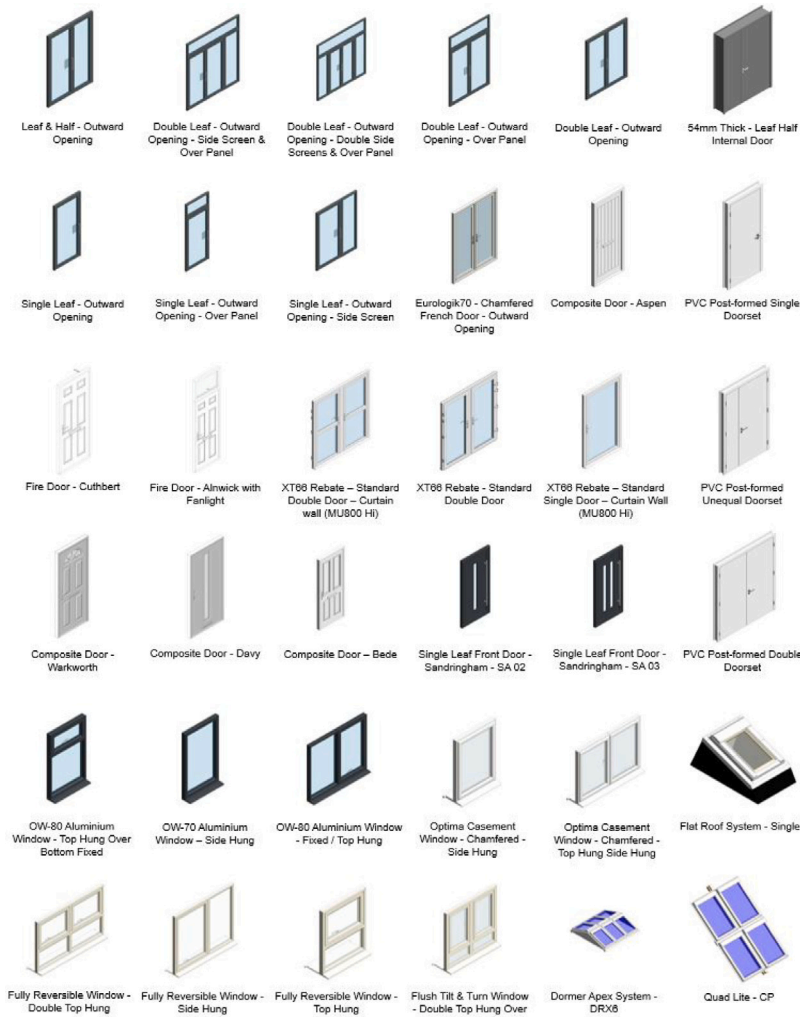 Leaf & Half - Outward
Opening
Double Leaf - Outward
Opening - Side Screen &
Over Panel
Double Leaf - Outward
Opening - Double Side
Screens & Over Panel
Double Leaf - Outward
Opening - Over Panel
Double Leaf - Outward
Opening
54mm Thick - Leaf Half
Internal Door
Single Leaf - Outward
Opening
Single Leaf - Outward
Opening - Over Panel
Single Leaf - Outward
Opening - Side Screen
Eurologik70 - Chamfered
French Door - Outward
Opening
Composite Door - Aspen
PVC Post-formed Single
Doorset
Fire Door - Cuthbert
Fire Door - Alnwick with
Fanlight
XT66 Rebate – Standard
Double Door – Curtain
wall (MU800 Hi)
XT66 Rebate - Standard
Double Door
XT66 Rebate – Standard
Single Door – Curtain Wall
(MU800 Hi)
PVC Post-formed
Unequal Doorset
Composite Door -
Warkworth
Composite Door - Davy
Composite Door – Bede
Single Leaf Front Door -
Sandringham - SA 02
Single Leaf Front Door -
Sandringham - SA 03
PVC Post-formed Double
Doorset
OW-80 Aluminium
Window - Top Hung Over
Bottom Fixed
OW-70 Aluminium
Window – Side Hung
OW-80 Aluminium Window
- Fixed / Top Hung
Optima Casement
Window - Chamfered -
Side Hung
Optima Casement
Window - Chamfered -
Top Hung Side Hung
Flat Roof System - Single
Fully Reversible Window -
Double Top Hung
Fully Reversible Window -
Side Hung
Fully Reversible Window -
Top Hung
Flush Tilt & Turn Window
- Double Top Hung Over
Dormer Apex System -
DRX6
Quad Lite - CP